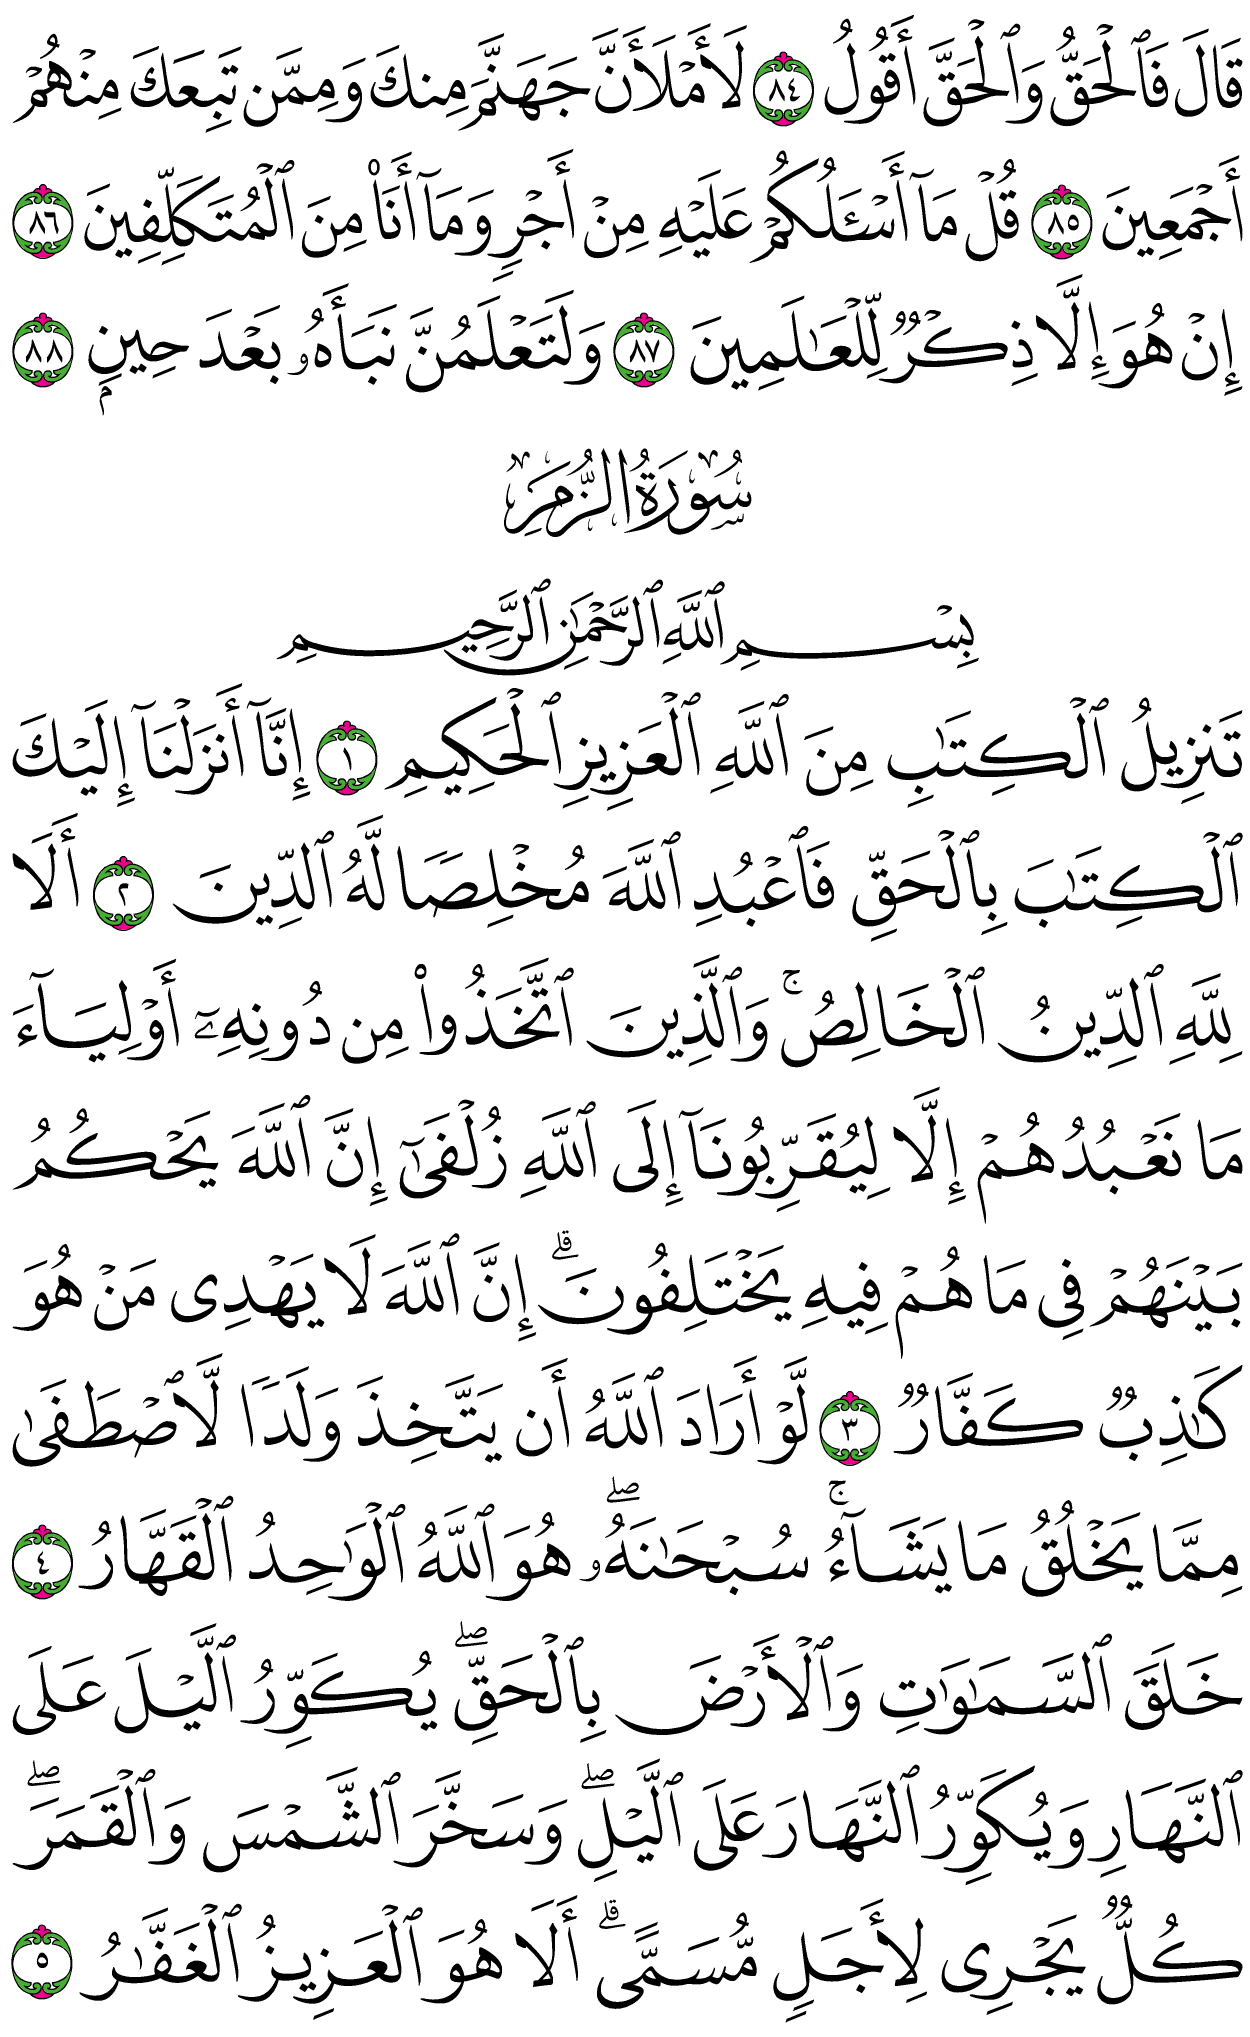 قَالَ فَٱلْحَقُّ وَٱلْحَقَّ أَقُولُ ٨٤ لَأَمْلَأَنَّ جَهَنَّمَ مِنكَ وَمِمَّن تَبِعَكَ مِنْهُمْ
أَجْمَعِينَ ٨٥ قُلْ مَآ أَسْـَٔلُكُمْ عَلَيْهِ مِنْ أَجْرٍ وَمَآ أَنَا۠ مِنَ ٱلْمُتَكَلِّفِينَ ٨٦
إِنْ هُوَ إِلَّا ذِكْرٌ لِّلْعَـٰلَمِينَ ٨٧ وَلَتَعْلَمُنَّ نَبَأَهُۥ بَعْدَ حِينٍۭ ٨٨
سُورَةُ الزُّمَرِ
بِسْمِ ٱللَّهِ ٱلرَّحْمَـٰنِ ٱلرَّحِيمِ
تَنزِيلُ ٱلْكِتَـٰبِ مِنَ ٱللَّهِ ٱلْعَزِيزِ ٱلْحَكِيمِ ١ إِنَّآ أَنزَلْنَآ إِلَيْكَ
ٱلْكِتَـٰبَ بِٱلْحَقِّ فَٱعْبُدِ ٱللَّهَ مُخْلِصًا لَّهُ ٱلدِّينَ ٢ أَلَا
لِلَّهِ ٱلدِّينُ ٱلْخَالِصُ ۚ وَٱلَّذِينَ ٱتَّخَذُوا۟ مِن دُونِهِۦٓ أَوْلِيَآءَ
مَا نَعْبُدُهُمْ إِلَّا لِيُقَرِّبُونَآ إِلَى ٱللَّهِ زُلْفَىٰٓ إِنَّ ٱللَّهَ يَحْكُمُ
بَيْنَهُمْ فِى مَا هُمْ فِيهِ يَخْتَلِفُونَ ۗ إِنَّ ٱللَّهَ لَا يَهْدِى مَنْ هُوَ
كَـٰذِبٌ كَفَّارٌ ٣ لَّوْ أَرَادَ ٱللَّهُ أَن يَتَّخِذَ وَلَدًا لَّٱصْطَفَىٰ
مِمَّا يَخْلُقُ مَا يَشَآءُ ۚ سُبْحَـٰنَهُۥ ۖ هُوَ ٱللَّهُ ٱلْوَٰحِدُ ٱلْقَهَّارُ ٤
خَلَقَ ٱلسَّمَـٰوَٰتِ وَٱلْأَرْضَ بِٱلْحَقِّ ۖ يُكَوِّرُ ٱلَّيْلَ عَلَى
ٱلنَّهَارِ وَيُكَوِّرُ ٱلنَّهَارَ عَلَى ٱلَّيْلِ ۖ وَسَخَّرَ ٱلشَّمْسَ وَٱلْقَمَرَ ۖ
كُلٌّ يَجْرِى لِأَجَلٍ مُّسَمًّى ۗ أَلَا هُوَ ٱلْعَزِيزُ ٱلْغَفَّـٰرُ ٥